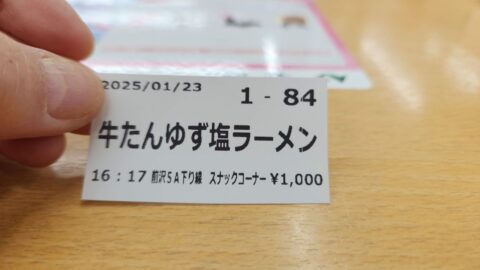 2025/01/23
1 - 84
牛たんゆず塩ラーメン
16 : 17 前沢SA下り線 スナックコーナー ¥1,000